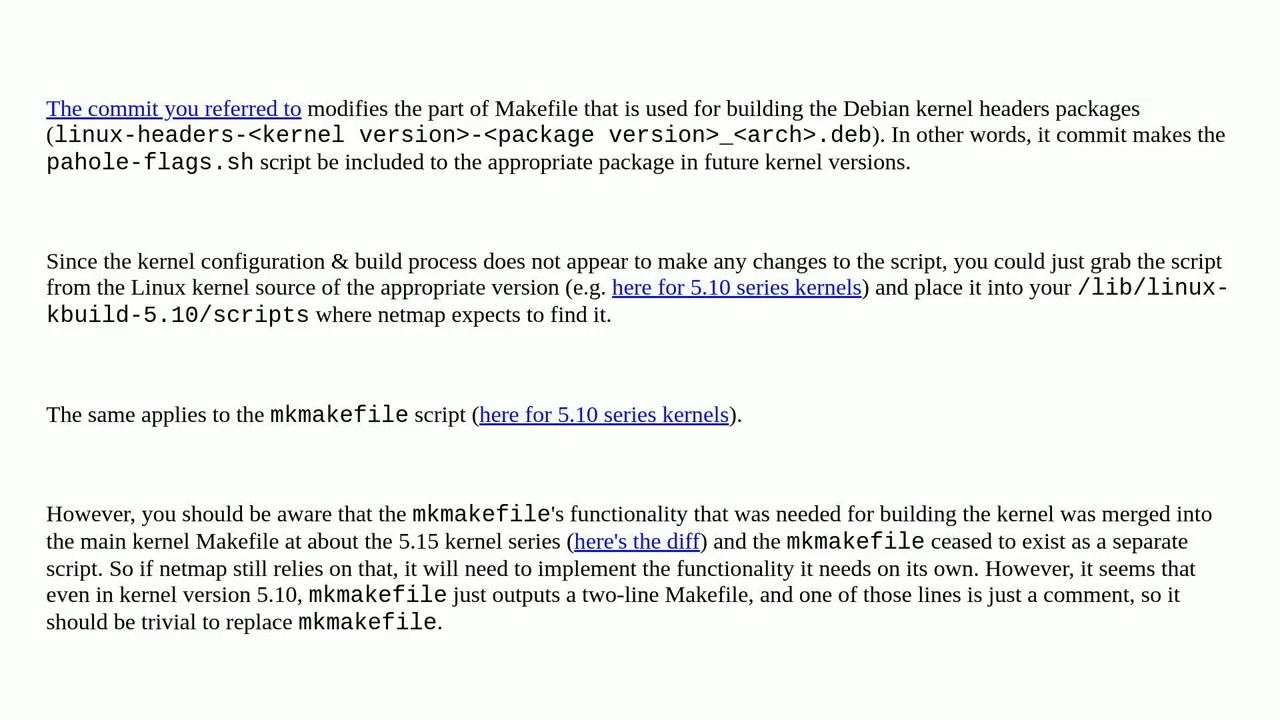 The commit you referred to modifies the part of Makefile that is used for building the Debian kernel headers packages
(linux-headers-<kernel version>-<package version>_<arch>.deb). In other words, it commit makes the
pahole-flags.sh script be included to the appropriate package in future kernel versions.
Since the kernel configuration & build process does not appear to make any changes to the script, you could just grab the script
from the Linux kernel source of the appropriate version (e.g. here for 5.10 series kernels) and place it into your /lib/linux-
kbuild-5.10/scripts where netmap expects to find it.
The same applies to the mkmakefile script (here for 5.10 series kernels).
However, you should be aware that the mkmakefile's functionality that was needed for building the kernel was merged into
the main kernel Makefile at about the 5.15 kernel series (here's the diff) and the mkmakefile ceased to exist as a separate
script. So if netmap still relies on that, it will need to implement the functionality it needs on its own. However, it seems that
even in kernel version 5.10, mkmakefile just outputs a two-line Makefile, and one of those lines is just a comment, so it
should be trivial to replace mkmakefile.